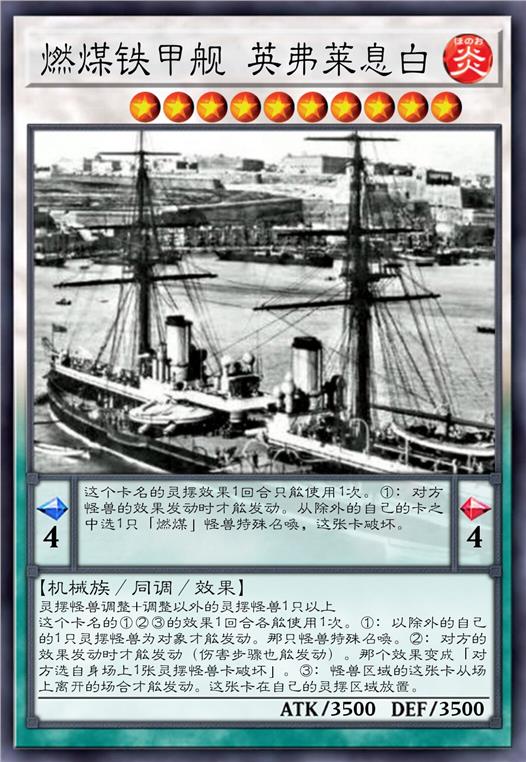 燃煤铁甲舰 英弗莱息白
ほのお
炎
这个卡名的灵摆效果1回合只能使用1次。①：对方
怪兽的效果发动时才能发动。从除外的自己的卡之
中选1只「燃煤」怪兽特殊召唤，这张卡破坏。
4
4
【机械族／同调／效果】
灵摆怪兽调整+调整以外的灵摆怪兽1只以上
这个卡名的①②③的效果1回合各能使用1次。①：以除外的自己
的1只灵摆怪兽为对象才能发动。那只怪兽特殊召唤。②：对方的
效果发动时才能发动（伤害步骤也能发动）。那个效果变成「对
方选自身场上1张灵摆怪兽卡破坏」。③：怪兽区域的这张卡从场
上离开的场合才能发动。这张卡在自己的灵摆区域放置。
ATK/3500 DEF/3500